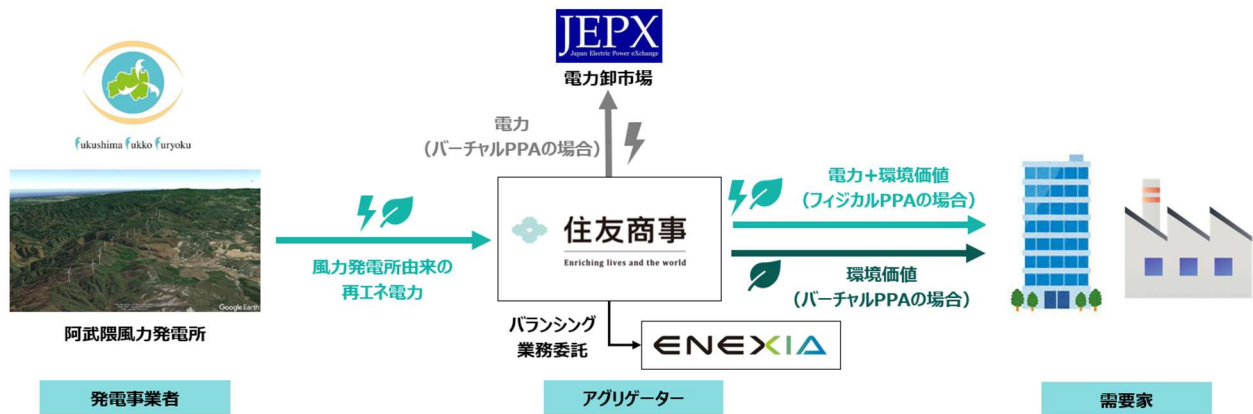 JEPX
Japan Electric Power eXchange
電力卸市場
Fukushima Fukko Furyoku
電力
(バーチャルPPAの場合)
電力+環境価値
(フィジカルPPAの場合)
住友商事
Enriching lives and the world
風力発電所由来の
再エネ電力
環境価値
(バーチャルPPAの場合)
Google Earth
阿武隈風力発電所
バランシング
業務委託
ENEXIA
発電事業者
アグリゲーター
需要家